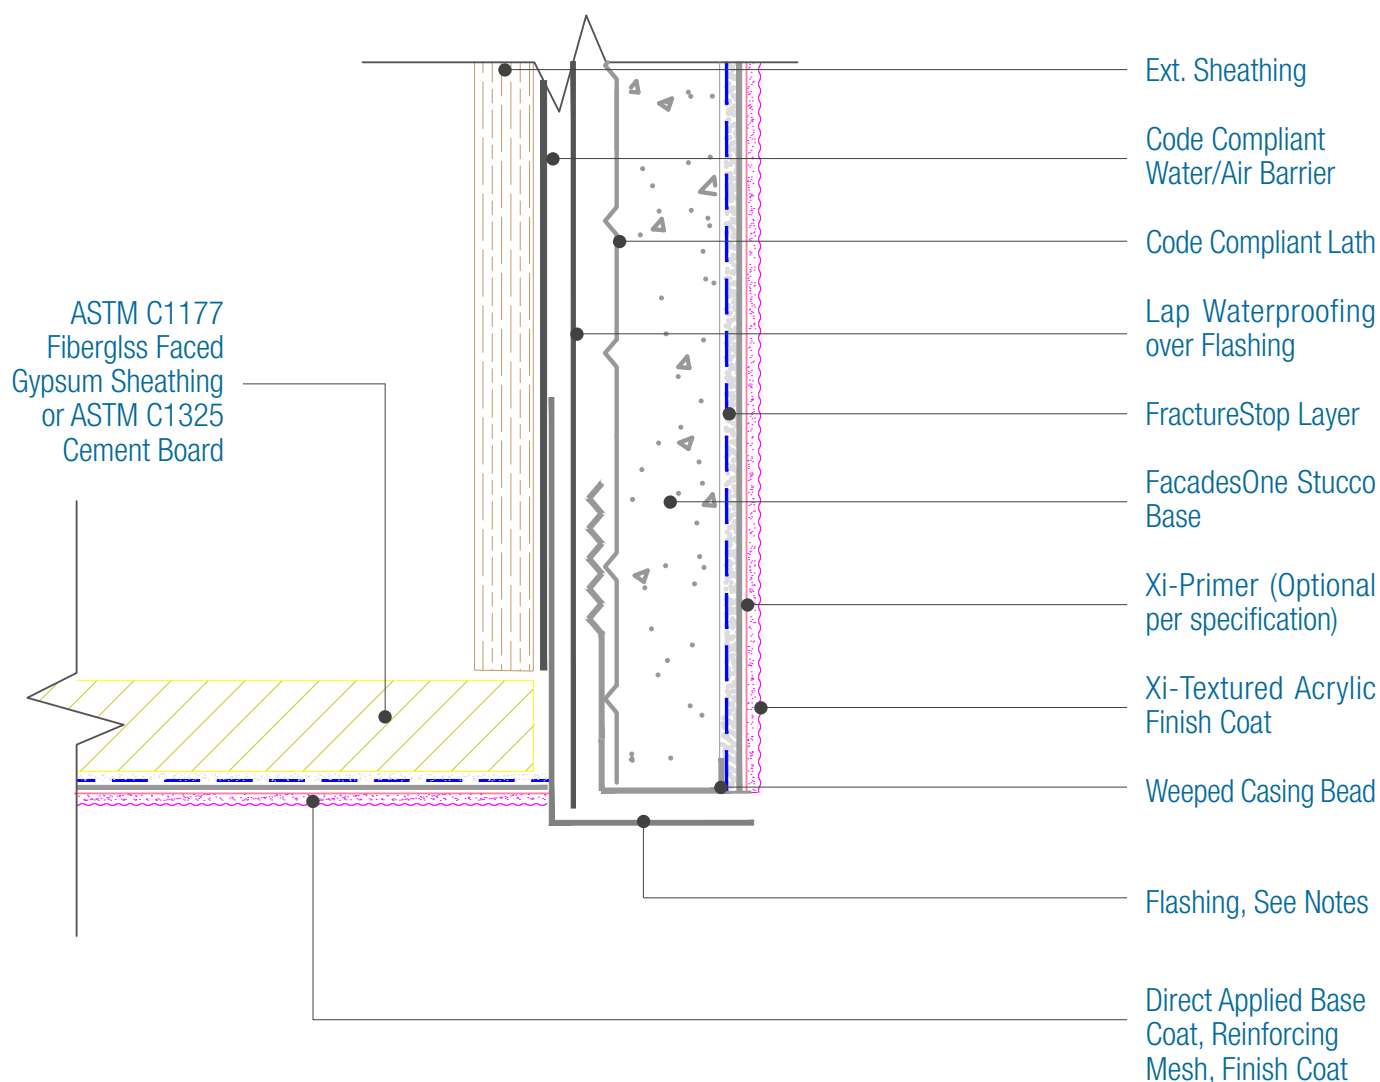 Ext. Sheathing
Code Compliant
Water/Air Barrier
Code Compliant Lath
Lap Waterproofing
over Flashing
FractureStop Layer
FacadesOne Stucco
Base
Xi-Primer (Optional
per specification)
Xi-Textured Acrylic
Finish Coat
Weeped Casing Bead
Flashing, See Notes
Direct Applied Base
Coat, Reinforcing
Mesh, Finish Coat
ASTM C1177
Fiberglss Faced
Gypsum Sheathing
or ASTM C1325
Cement Board